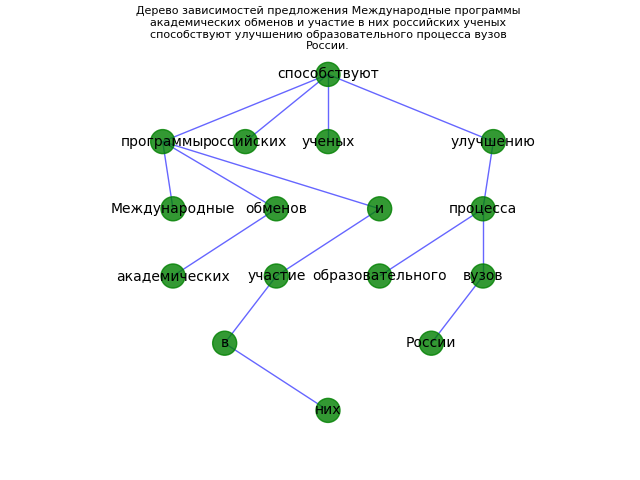 Дерево зависимостей предложения Международные программы
академических обменов и участие в них российских ученых
способствуют улучшению образовательного процесса вузов
России.
способствуют
программы российских ученых улучшению
Международные обменов и процесса
академических участие образовательного вузов
в России
них